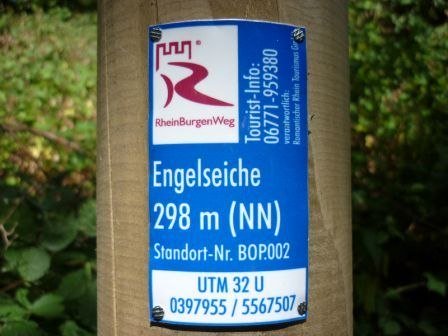 ®
RheinBurgenWeg
Tourist-Info:
06771-959380
verantwortlich:
Romantischer Rhein Tourismus
Engelseiche
298 m (NN)
Standort-Nr. BOP.002
UTM 32 U
0397955 / 5567507